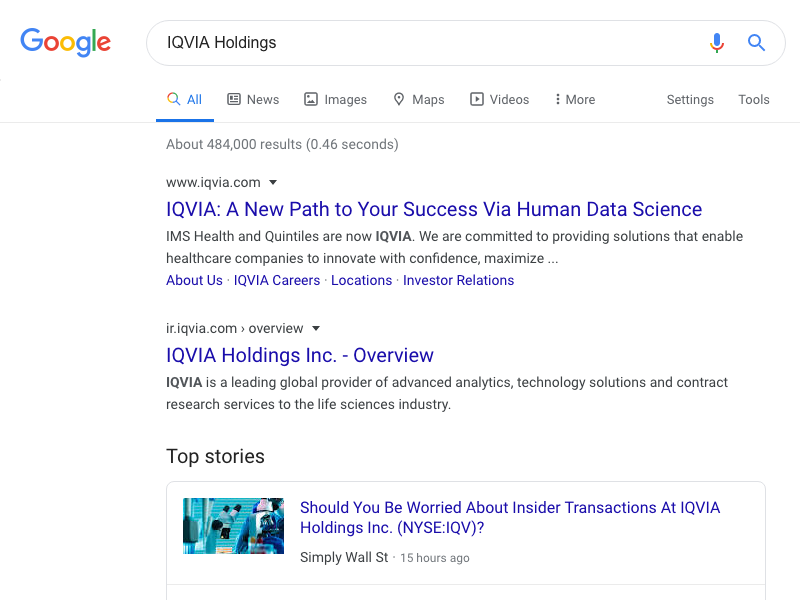 Google
IQVIA Holdings
All News Images Maps Videos More Settings Tools
About 484,000 results (0.46 seconds)
www.iqvia.com
IQVIA: A New Path to Your Success Via Human Data Science
IMS Health and Quintiles are now IQVIA. We are committed to providing solutions that enable
healthcare companies to innovate with confidence, maximize ...
About Us · IQVIA Careers · Locations · Investor Relations
ir.iqvia.com › overview
IQVIA Holdings Inc. - Overview
IQVIA is a leading global provider of advanced analytics, technology solutions and contract
research services to the life sciences industry.
Top stories
Should You Be Worried About Insider Transactions At IQVIA
Holdings Inc. (NYSE:IQV)?
Simply Wall St · 15 hours ago